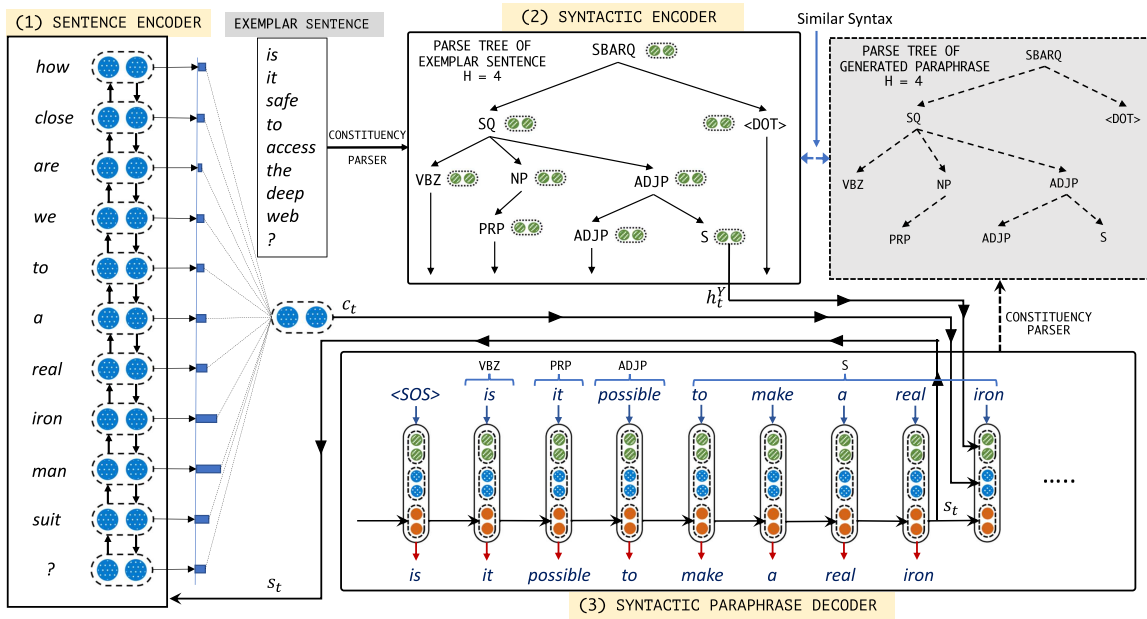 (1) SENTENCE ENCODER
how
close
are
we
to
a
real
iron
man
suit
?
EXEMPLAR SENTENCE
is
it
safe
to
access
the
deep
web
?
CONSTITUENCY
PARSER
(2) SYNTACTIC ENCODER
PARSE TREE OF
EXEMPLAR SENTENCE
H = 4
SBARQ
SQ
<DOT>
VBZ
NP
ADJP
PRP
ADJP
S
Similar Syntax
PARSE TREE OF
GENERATED PARAPHRASE
H = 4
SBARQ
SQ
<DOT>
VBZ
NP
ADJP
PRP
ADJP
S
CONSTITUENCY
PARSER
c_t
h_t^Y
VBZ PRP ADJP S
<SOS> is it possible to make a real iron
.....
s_t
is it possible to make a real iron
s_t
(3) SYNTACTIC PARAPHRASE DECODER